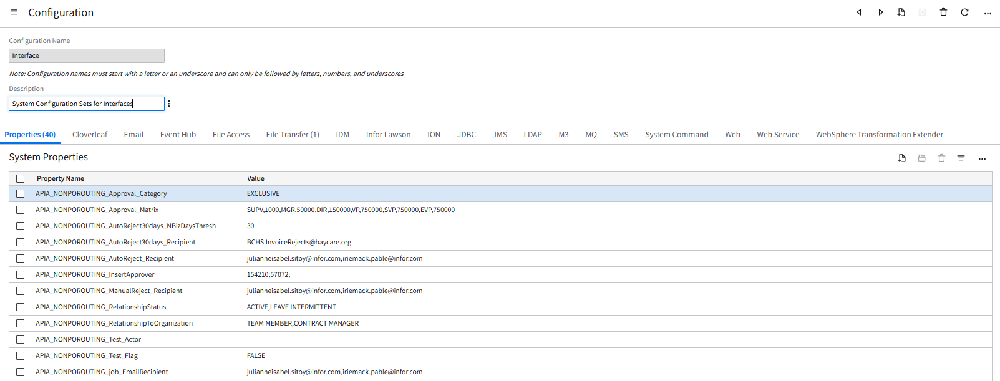 Configuration
Configuration Name
Interface
Note: Configuration names must start with a letter or an underscore and can only be followed by letters, numbers, and underscores
Description
System Configuration Sets for Interfaces
Properties (40) Cloverleaf Email Event Hub File Access File Transfer (1) IDM Infor Lawson ION JDBC JMS LDAP M3 MQ SMS System Command Web Web Service WebSphere Transformation Extender
System Properties
Property Name Value
APIA_NONPOROUTING_Approval_Category EXCLUSIVE
APIA_NONPOROUTING_Approval_Matrix SUPV,1000,MGR,50000,DIR,150000,VP,750000,SVP,750000,EVP,750000
APIA_NONPOROUTING_AutoReject30days_NBizDaysThresh 30
APIA_NONPOROUTING_AutoReject30days_Recipient BCHS.InvoiceRejects@baycare.org
APIA_NONPOROUTING_AutoReject_Recipient julianneisabel.sitoy@infor.com,iriemack.pable@infor.com
APIA_NONPOROUTING_InsertApprover 154210;57072;
APIA_NONPOROUTING_ManualReject_Recipient julianneisabel.sitoy@infor.com,iriemack.pable@infor.com
APIA_NONPOROUTING_RelationshipStatus ACTIVE,LEAVE INTERMITTENT
APIA_NONPOROUTING_RelationshipToOrganization TEAM MEMBER,CONTRACT MANAGER
APIA_NONPOROUTING_Test_Actor
APIA_NONPOROUTING_Test_Flag FALSE
APIA_NONPOROUTING_job_EmailRecipient julianneisabel.sitoy@infor.com,iriemack.pable@infor.com